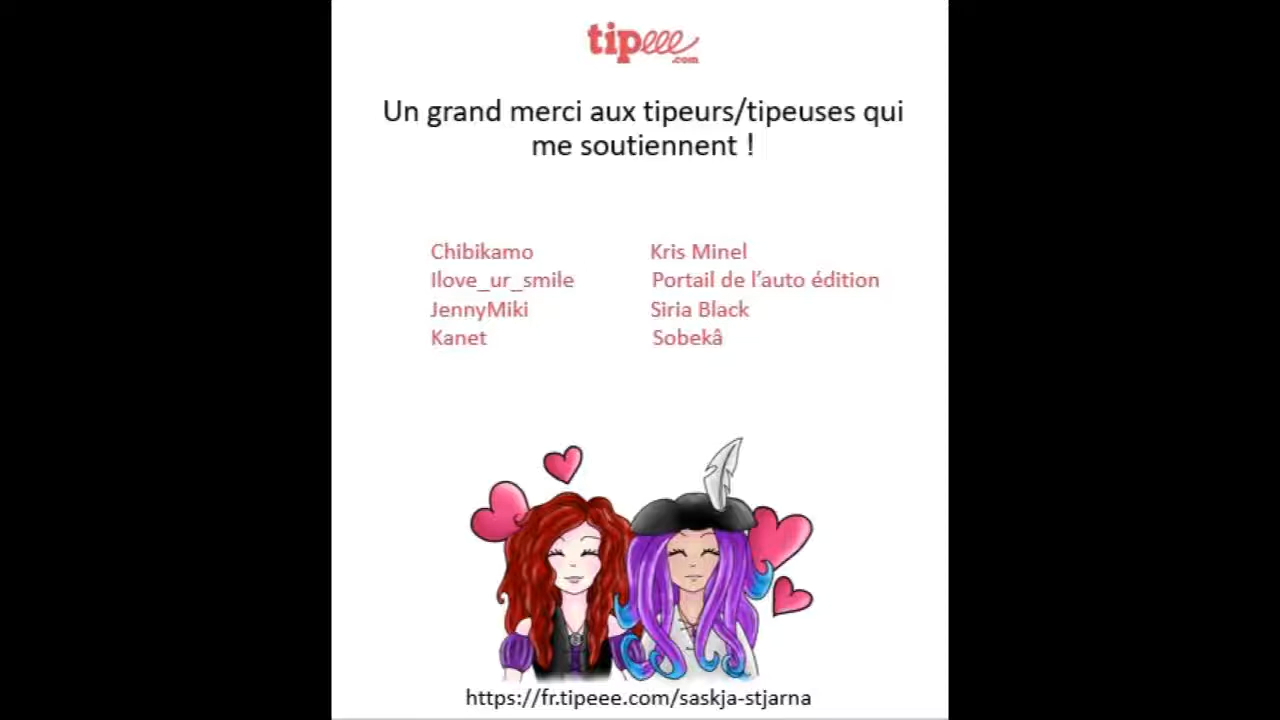 tipeee
.com
Un grand merci aux tipeurs/tipeuses qui
me soutiennent !
Chibikamo
Ilove_ur_smile
JennyMiki
Kanet
Kris Minel
Portail de l’auto édition
Siria Black
Sobekâ
https://fr.tipeee.com/saskja-stjarna